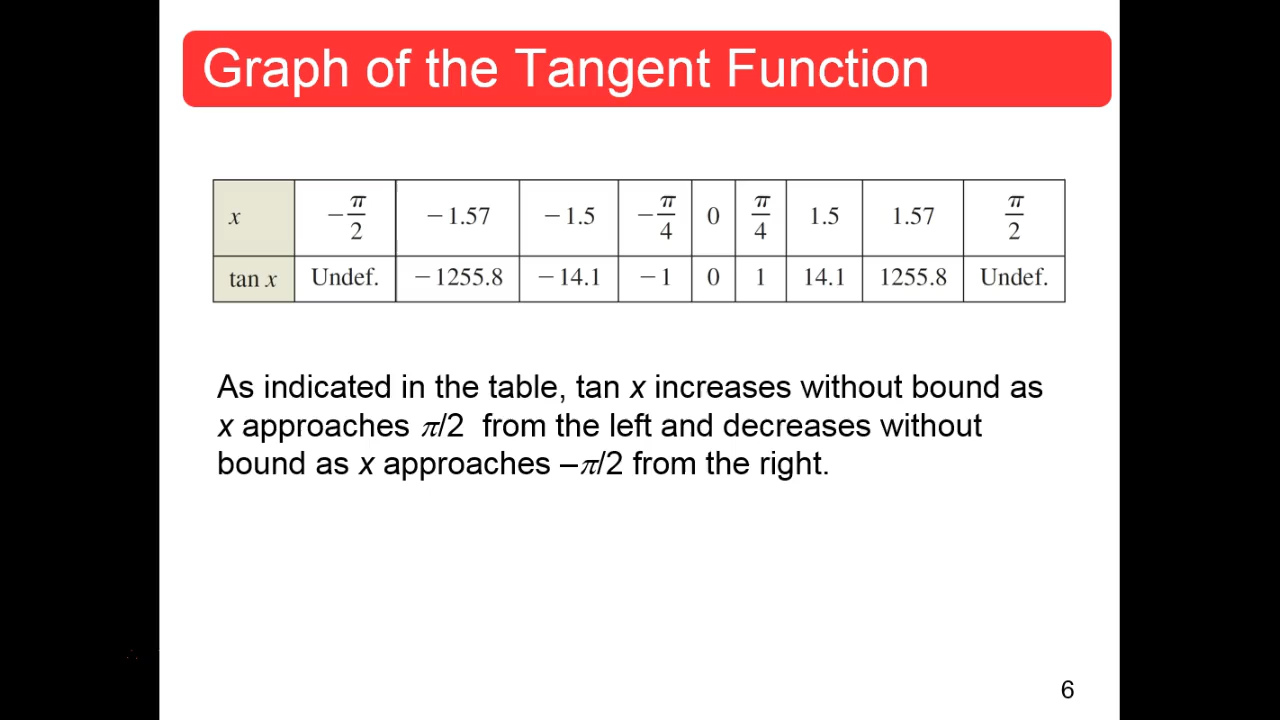 Graph of the Tangent Function
x −π/2 −1.57 −1.5 −π/4 0 π/4 1.5 1.57 π/2
tan x Undef. −1255.8 −14.1 −1 0 1 14.1 1255.8 Undef.
As indicated in the table, tan x increases without bound as
x approaches π/2 from the left and decreases without
bound as x approaches –π/2 from the right.
6